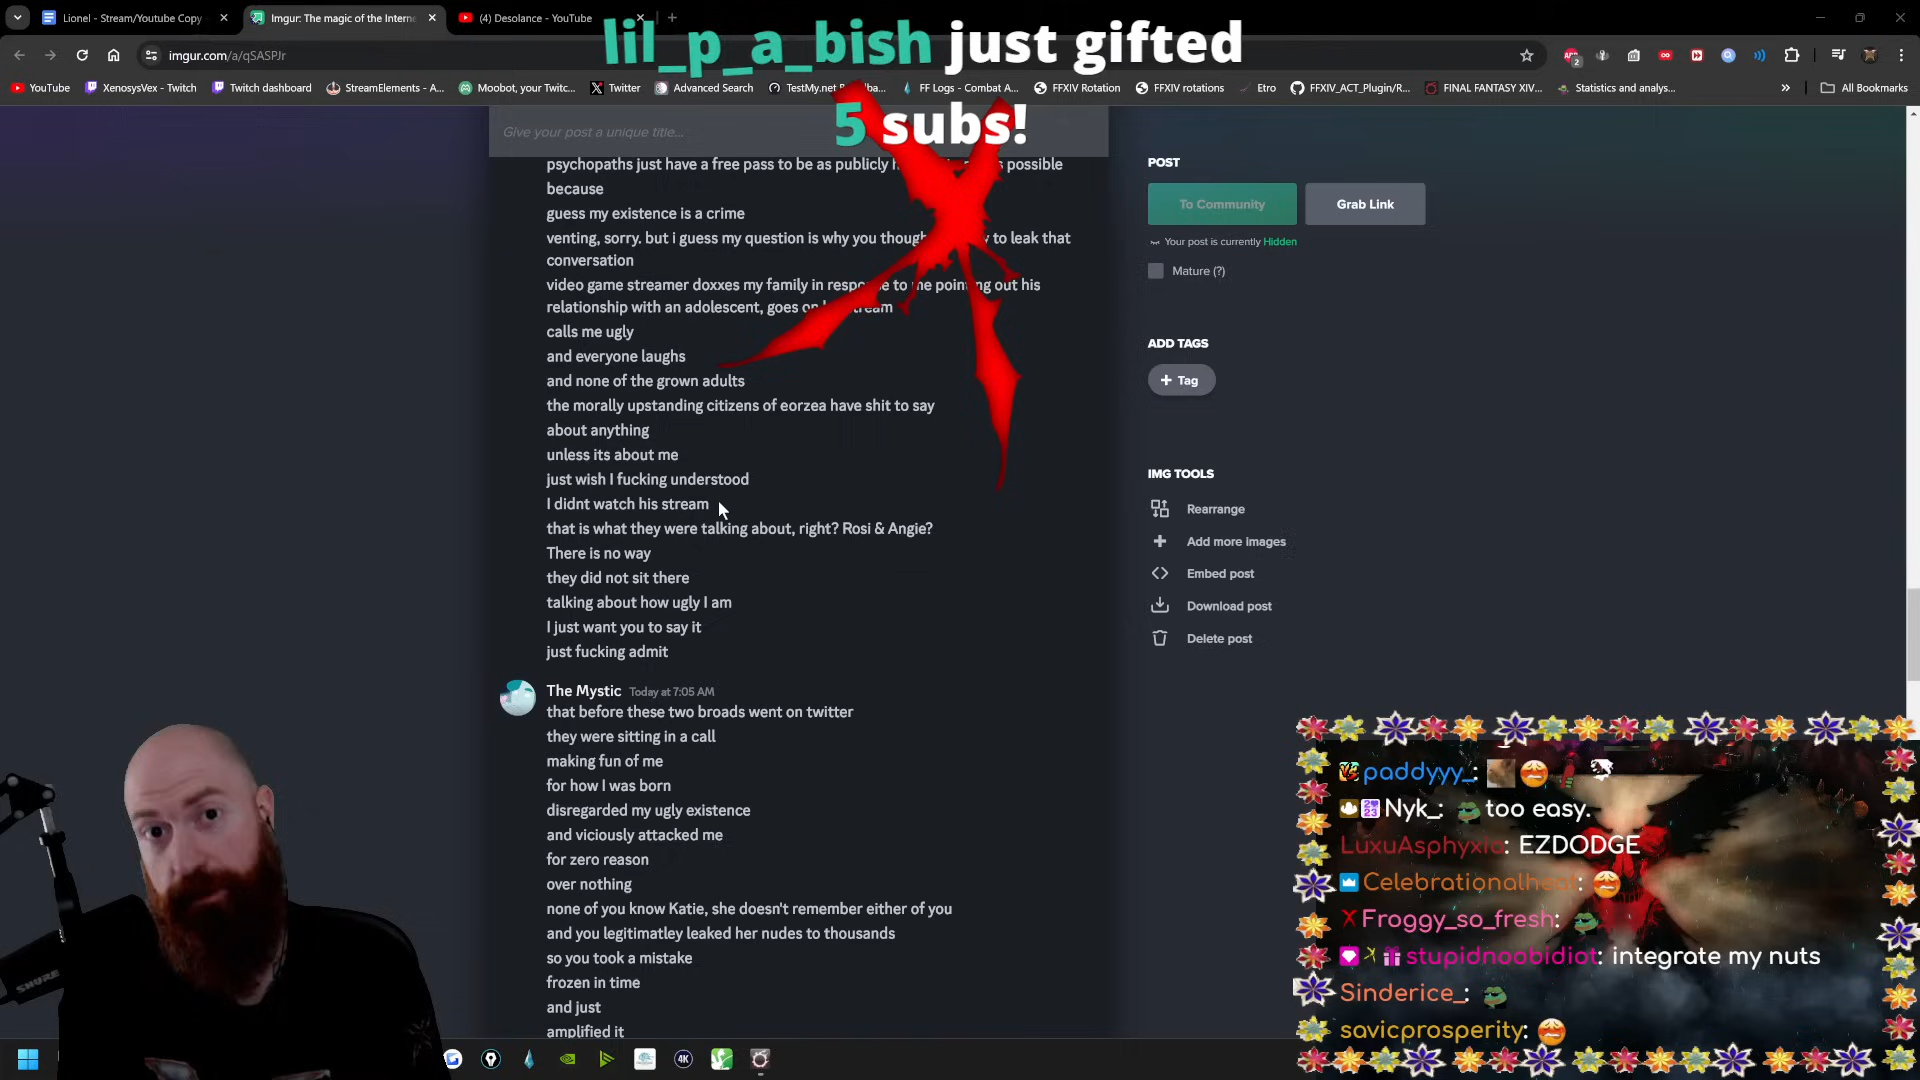 Lionel - Stream/Youtube Copy
Imgur: The magic of the Interne
(4) Desolance - YouTube
imgur.com/a/qSASPJr
YouTube
XenosysVex - Twitch
Twitch dashboard
StreamElements - A...
Moobot, your Twitc...
Twitter
Advanced Search
TestMy.net
FF Logs - Combat A...
FFXIV Rotation
FFXIV rotations
Etro
FFXIV_ACT_Plugin/R...
FINAL FANTASY XIV...
Statistics and analys...
All Bookmarks
lil_p_a_bish just gifted
5 subs!
Give your post a unique title...
psychopaths just have a free pass to be as publicly
possible
because
guess my existence is a crime
venting, sorry. but i guess my question is why you
to leak that
conversation
video game streamer doxxes my family in response to me pointing out his
relationship with an adolescent, goes on
calls me ugly
and everyone laughs
and none of the grown adults
the morally upstanding citizens of eorzea have shit to say
about anything
unless its about me
just wish I fucking understood
I didnt watch his stream
that is what they were talking about, right? Rosi & Angie?
There is no way
they did not sit there
talking about how ugly I am
I just want you to say it
just fucking admit
The Mystic Today at 7:05 AM
that before these two broads went on twitter
they were sitting in a call
making fun of me
for how I was born
disregarded my ugly existence
and viciously attacked me
for zero reason
over nothing
none of you know Katie, she doesn't remember either of you
and you legitimatley leaked her nudes to thousands
so you took a mistake
frozen in time
and just
amplified it
POST
To Community
Grab Link
Your post is currently Hidden
Mature (?)
ADD TAGS
+ Tag
IMG TOOLS
Rearrange
Add more images
Embed post
Download post
Delete post
SHURE
paddyyy_:
Nyk_: too easy.
LuxuAsphyxia: EZDODGE
Celebrationalheal:
Froggy_so_fresh:
stupidnoobidiot: integrate my nuts
Sinderice_:
savicprosperity: